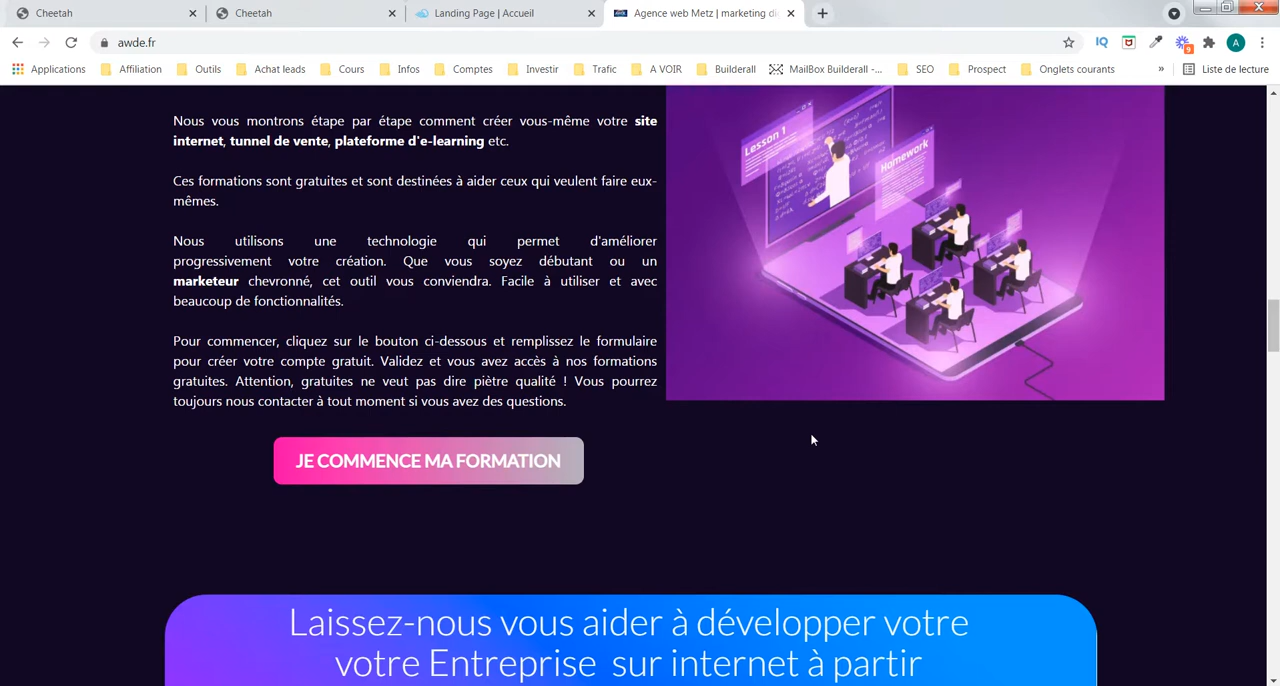 Cheetah
Cheetah
Landing Page | Accueil
Agence web Metz | marketing di
awde.fr
IQ
9
A
Applications
Affiliation
Outils
Achat leads
Cours
Infos
Comptes
Investir
Trafic
A VOIR
Builderall
MailBox Builderall -...
SEO
Prospect
Onglets courants
»
Liste de lecture
Nous vous montrons étape par étape comment créer vous-même votre site
internet, tunnel de vente, plateforme d'e-learning etc.
Ces formations sont gratuites et sont destinées à aider ceux qui veulent faire eux-
mêmes.
Nous utilisons une technologie qui permet d'améliorer
progressivement votre création. Que vous soyez débutant ou un
marketeur chevronné, cet outil vous conviendra. Facile à utiliser et avec
beaucoup de fonctionnalités.
Pour commencer, cliquez sur le bouton ci-dessous et remplissez le formulaire
pour créer votre compte gratuit. Validez et vous avez accès à nos formations
gratuites. Attention, gratuites ne veut pas dire piètre qualité ! Vous pourrez
toujours nous contacter à tout moment si vous avez des questions.
Lesson 1
Homework
JE COMMENCE MA FORMATION
Laissez-nous vous aider à développer votre
votre Entreprise sur internet à partir